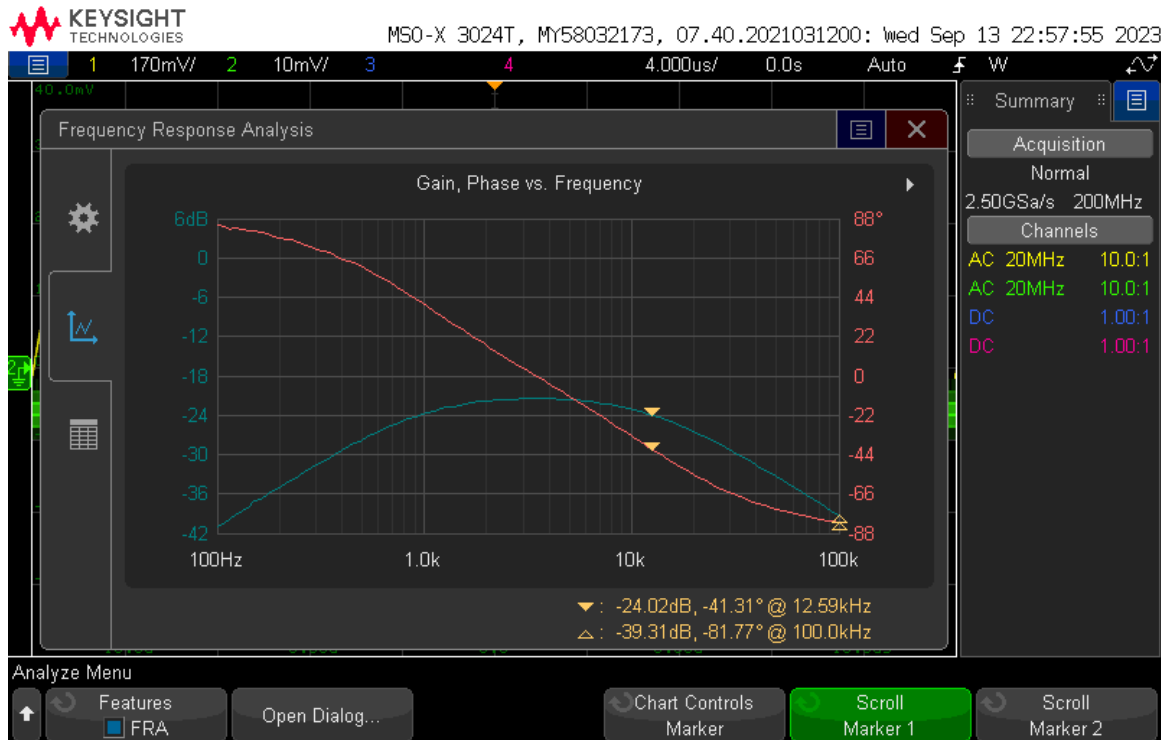 KEYSIGHT
TECHNOLOGIES
MSO-X 3024T, MY58032173, 07.40.2021031200: Wed Sep 13 22:57:55 2023
1 170mV/ 2 10mV/ 3 4 4.000us/ 0.0s Auto W
40.0mV
Summary
Frequency Response Analysis
Acquisition
Normal
2.50GSa/s 200MHz
Channels
AC 20MHz 10.0:1
AC 20MHz 10.0:1
DC 1.00:1
DC 1.00:1
Gain, Phase vs. Frequency
6dB 88°
0 66
-6 44
-12 22
-18 0
-24 -22
-30 -44
-36 -66
-42 -88
100Hz 1.0k 10k 100k
-24.02dB, -41.31° @ 12.59kHz
-39.31dB, -81.77° @ 100.0kHz
Analyze Menu
Features
FRA
Open Dialog...
Chart Controls
Marker
Scroll
Marker 1
Scroll
Marker 2